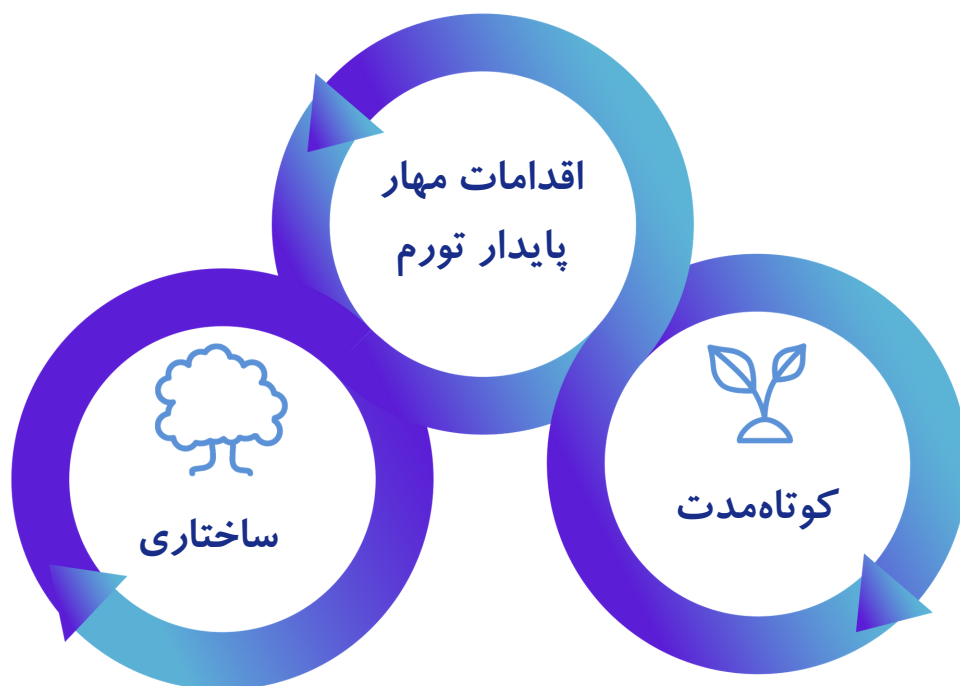 اقدامات مهار
پایدار تورم
کوتاه‌مدت
ساختاری